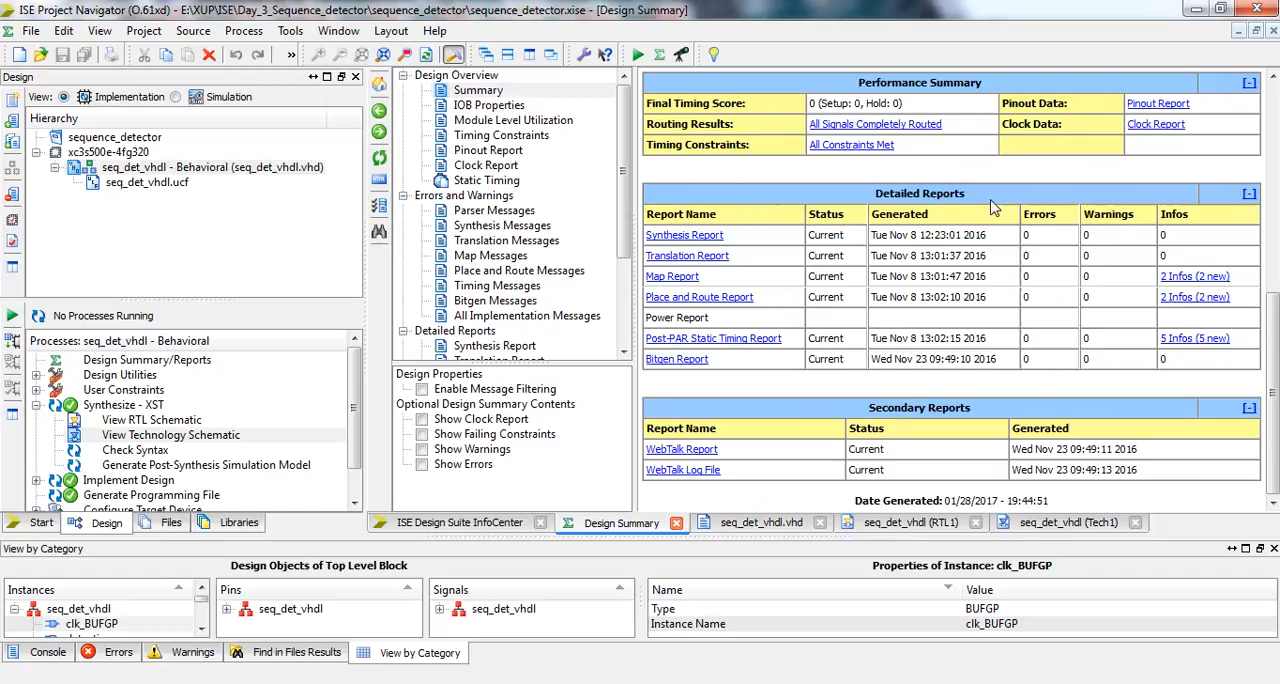 ISE Project Navigator (O.61xd) - E:\XUP\ISE\Day_3_Sequence_detector\sequence_detector\sequence_detector.xise - [Design Summary]
File Edit View Project Source Process Tools Window Layout Help
Design
View: Implementation Simulation
Hierarchy
sequence_detector
xc3s500e-4fg320
seq_det_vhdl - Behavioral (seq_det_vhdl.vhd)
seq_det_vhdl.ucf
No Processes Running
Processes: seq_det_vhdl - Behavioral
Design Summary/Reports
Design Utilities
User Constraints
Synthesize - XST
View RTL Schematic
View Technology Schematic
Check Syntax
Generate Post-Synthesis Simulation Model
Implement Design
Generate Programming File
Configure Target Device
Start Design Files Libraries
Design Overview
Summary
IOB Properties
Module Level Utilization
Timing Constraints
Pinout Report
Clock Report
Static Timing
Errors and Warnings
Parser Messages
Synthesis Messages
Translation Messages
Map Messages
Place and Route Messages
Timing Messages
Bitgen Messages
All Implementation Messages
Detailed Reports
Synthesis Report
Translation Report
Design Properties
Enable Message Filtering
Optional Design Summary Contents
Show Clock Report
Show Failing Constraints
Show Warnings
Show Errors
Performance Summary [-]
Final Timing Score: 0 (Setup: 0, Hold: 0) Pinout Data: Pinout Report
Routing Results: All Signals Completely Routed Clock Data: Clock Report
Timing Constraints: All Constraints Met
Detailed Reports [-]
Report Name Status Generated Errors Warnings Infos
Synthesis Report Current Tue Nov 8 12:23:01 2016 0 0 0
Translation Report Current Tue Nov 8 13:01:37 2016 0 0 0
Map Report Current Tue Nov 8 13:01:47 2016 0 0 2 Infos (2 new)
Place and Route Report Current Tue Nov 8 13:02:10 2016 0 0 2 Infos (2 new)
Power Report
Post-PAR Static Timing Report Current Tue Nov 8 13:02:15 2016 0 0 5 Infos (5 new)
Bitgen Report Current Wed Nov 23 09:49:10 2016 0 0 0
Secondary Reports [-]
Report Name Status Generated
WebTalk Report Current Wed Nov 23 09:49:11 2016
WebTalk Log File Current Wed Nov 23 09:49:13 2016
Date Generated: 01/28/2017 - 19:44:51
ISE Design Suite InfoCenter Design Summary seq_det_vhdl.vhd seq_det_vhdl (RTL1) seq_det_vhdl (Tech1)
View by Category
Design Objects of Top Level Block Properties of Instance: clk_BUFGP
Instances Pins Signals Name Value
seq_det_vhdl seq_det_vhdl seq_det_vhdl Type BUFGP
clk_BUFGP Instance Name clk_BUFGP
Console Errors Warnings Find in Files Results View by Category